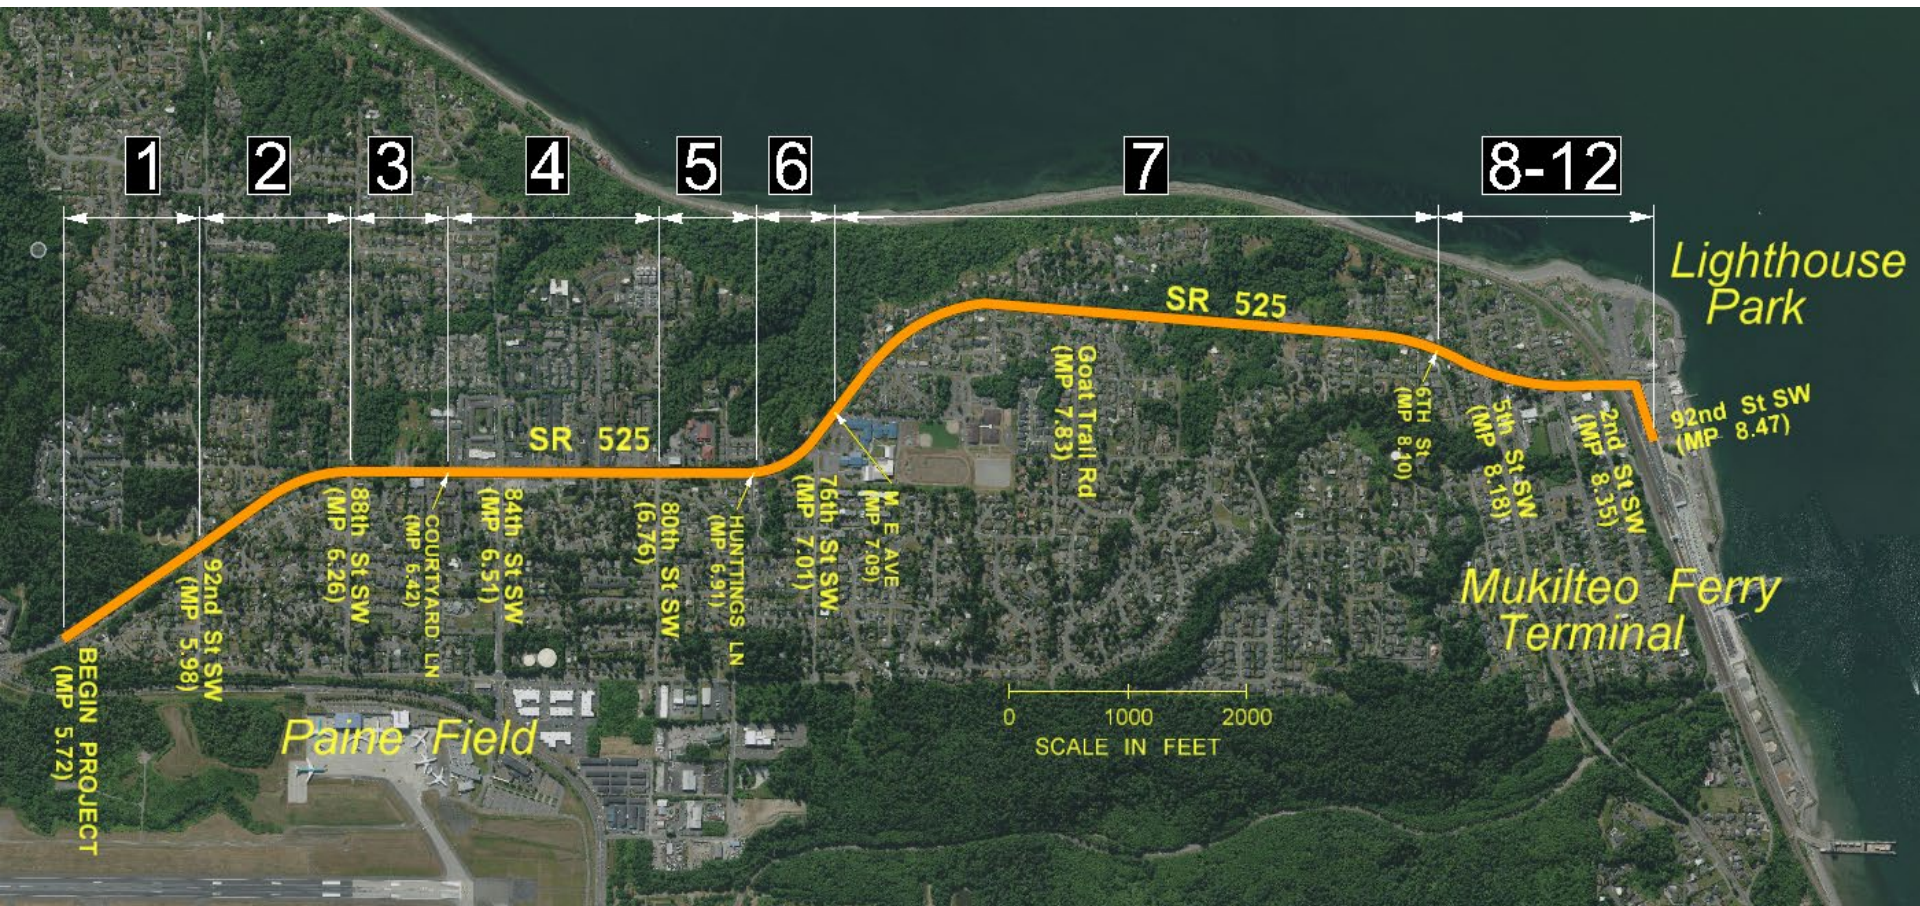 1
2
3
4
5
6
7
8-12
Lighthouse
Park
SR 525
SR 525
BEGIN PROJECT
(MP 5.72)
92nd St SW
(MP 5.98)
88th St SW
(MP 6.26)
COURTYARD LN
(MP 6.42)
84th St SW
(MP 6.51)
80th St SW
(6.76)
HUNTTINGS LN
(MP 6.91)
76th St SW
(MP 7.01)
M E AVE
(MP 7.09)
Goat Trail Rd
(MP 7.83)
6TH St
(MP 8.10)
5th St SW
(MP 8.18)
2nd St SW
(MP 8.35)
92nd St SW
(MP 8.47)
Mukilteo Ferry
Terminal
Paine Field
0 1000 2000
SCALE IN FEET